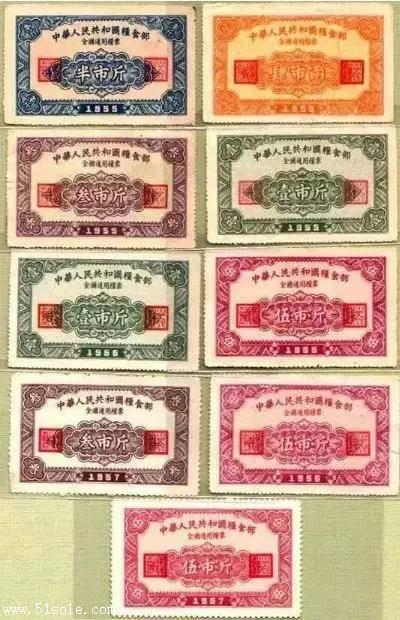 中華人民共和國糧食部
全國通用糧票
半市斤
1955
中華人民共和國糧食部
全國通用糧票
肆市兩
1955
中華人民共和國糧食部
全國通用糧票
叁市斤
1955
中華人民共和國糧食部
全國通用糧票
壹市斤
1955
中華人民共和國糧食部
全國通用糧票
壹市斤
1956
中華人民共和國糧食部
全國通用糧票
伍市斤
1955
中華人民共和國糧食部
全國通用糧票
叁市斤
1957
中華人民共和國糧食部
全國通用糧票
伍市斤
1956
中華人民共和國糧食部
全國通用糧票
伍市斤
1957
www.51sole.com